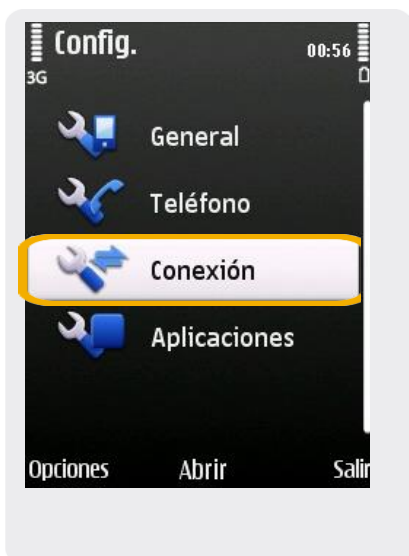 Config.
00:56
3G
General
Teléfono
Conexión
Aplicaciones
Opciones Abrir Salir